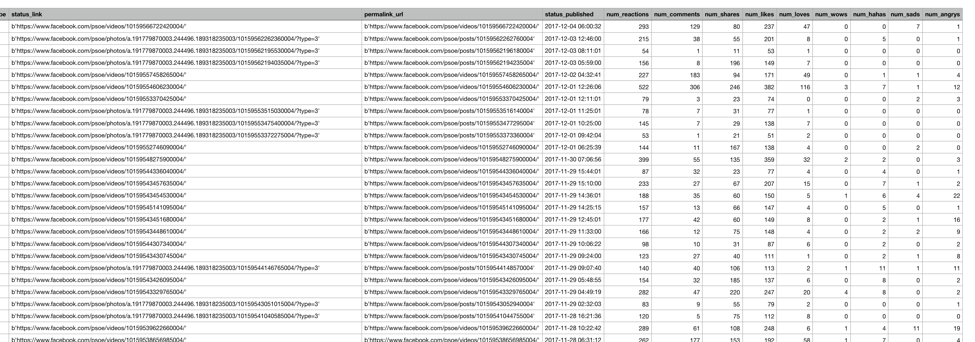 pe status_link permalink_url status_published num_reactions num_comments num_shares num_likes num_loves num_wows num_hahas num_sads num_angrys
b'https://www.facebook.com/psoe/videos/10159566722420004/' b'https://www.facebook.com/psoe/videos/10159566722420004/' 2017-12-04 06:00:32 293 129 80 237 47 0 1 7 1
b'https://www.facebook.com/psoe/photos/a.191779870003.244496.189318235003/10159562262360004/?type=3' b'https://www.facebook.com/psoe/posts/10159562262760004' 2017-12-03 12:46:00 215 38 55 201 8 0 5 0 1
b'https://www.facebook.com/psoe/photos/a.191779870003.244496.189318235003/10159562195530004/?type=3' b'https://www.facebook.com/psoe/posts/10159562196180004' 2017-12-03 08:11:01 54 1 11 53 1 0 0 0 0
b'https://www.facebook.com/psoe/photos/a.191779870003.244496.189318235003/10159562194035004/?type=3' b'https://www.facebook.com/psoe/posts/10159562194235004' 2017-12-03 05:59:00 156 8 196 149 7 0 0 0 0
b'https://www.facebook.com/psoe/videos/10159557458265004/' b'https://www.facebook.com/psoe/videos/10159557458265004/' 2017-12-02 04:32:41 227 183 94 171 49 0 1 1 4
b'https://www.facebook.com/psoe/videos/10159554606230004/' b'https://www.facebook.com/psoe/videos/10159554606230004/' 2017-12-01 12:26:06 522 306 246 382 116 3 7 1 12
b'https://www.facebook.com/psoe/videos/10159553370425004/' b'https://www.facebook.com/psoe/videos/10159553370425004/' 2017-12-01 12:11:01 79 3 23 74 0 0 0 2 3
b'https://www.facebook.com/psoe/photos/a.191779870003.244496.189318235003/10159553515030004/?type=3' b'https://www.facebook.com/psoe/posts/10159553516140004' 2017-12-01 11:25:01 78 7 31 77 1 0 0 0 0
b'https://www.facebook.com/psoe/photos/a.191779870003.244496.189318235003/10159553475400004/?type=3' b'https://www.facebook.com/psoe/posts/10159553477295004' 2017-12-01 10:25:00 145 7 29 138 7 0 0 0 0
b'https://www.facebook.com/psoe/photos/a.191779870003.244496.189318235003/10159553372275004/?type=3' b'https://www.facebook.com/psoe/posts/10159553373360004' 2017-12-01 09:42:04 53 1 21 51 2 0 0 0 0
b'https://www.facebook.com/psoe/videos/10159552746090004/' b'https://www.facebook.com/psoe/videos/10159552746090004/' 2017-12-01 06:25:39 144 11 167 138 4 0 0 2 0
b'https://www.facebook.com/psoe/videos/10159548275900004/' b'https://www.facebook.com/psoe/videos/10159548275900004/' 2017-11-30 07:06:56 399 55 135 359 32 2 2 0 3
b'https://www.facebook.com/psoe/videos/10159544336040004/' b'https://www.facebook.com/psoe/videos/10159544336040004/' 2017-11-29 15:44:01 87 32 23 77 4 0 4 0 1
b'https://www.facebook.com/psoe/videos/10159543457635004/' b'https://www.facebook.com/psoe/videos/10159543457635004/' 2017-11-29 15:10:00 233 27 67 207 15 0 7 1 2
b'https://www.facebook.com/psoe/videos/10159543454530004/' b'https://www.facebook.com/psoe/videos/10159543454530004/' 2017-11-29 14:36:01 188 35 60 150 5 1 6 4 22
b'https://www.facebook.com/psoe/videos/10159545141095004/' b'https://www.facebook.com/psoe/videos/10159545141095004/' 2017-11-29 14:25:15 157 13 66 147 4 0 5 0 1
b'https://www.facebook.com/psoe/videos/10159543451680004/' b'https://www.facebook.com/psoe/videos/10159543451680004/' 2017-11-29 12:45:01 177 42 60 149 8 0 2 1 16
b'https://www.facebook.com/psoe/videos/10159543448610004/' b'https://www.facebook.com/psoe/videos/10159543448610004/' 2017-11-29 11:33:00 166 12 75 148 4 0 2 2 9
b'https://www.facebook.com/psoe/videos/10159544307340004/' b'https://www.facebook.com/psoe/videos/10159544307340004/' 2017-11-29 10:06:22 98 10 31 87 6 0 2 0 2
b'https://www.facebook.com/psoe/videos/10159543430745004/' b'https://www.facebook.com/psoe/videos/10159543430745004/' 2017-11-29 09:24:00 123 27 40 111 1 0 2 1 8
b'https://www.facebook.com/psoe/photos/a.191779870003.244496.189318235003/10159544146765004/?type=3' b'https://www.facebook.com/psoe/posts/10159544148570004' 2017-11-29 09:07:40 140 40 106 113 2 1 11 1 11
b'https://www.facebook.com/psoe/videos/10159543426095004/' b'https://www.facebook.com/psoe/videos/10159543426095004/' 2017-11-29 05:48:55 154 32 185 137 6 0 8 0 2
b'https://www.facebook.com/psoe/videos/10159543329765004/' b'https://www.facebook.com/psoe/videos/10159543329765004/' 2017-11-29 04:49:19 282 47 220 247 20 4 8 0 2
b'https://www.facebook.com/psoe/photos/a.191779870003.244496.189318235003/10159543051015004/?type=3' b'https://www.facebook.com/psoe/posts/10159543052940004' 2017-11-29 02:32:03 83 9 55 79 2 0 0 0 1
b'https://www.facebook.com/psoe/photos/a.191779870003.244496.189318235003/10159541040585004/?type=3' b'https://www.facebook.com/psoe/posts/10159541044755004' 2017-11-28 16:21:36 120 5 75 112 8 0 0 0 0
b'https://www.facebook.com/psoe/videos/10159539622660004/' b'https://www.facebook.com/psoe/videos/10159539622660004/' 2017-11-28 10:22:42 289 61 108 248 6 1 4 11 19
b'https://www.facebook.com/psoe/videos/10159538656985004/' b'https://www.facebook.com/psoe/videos/10159538656985004/' 2017-11-28 06:31:12 262 177 153 192 58 1 7 0 4